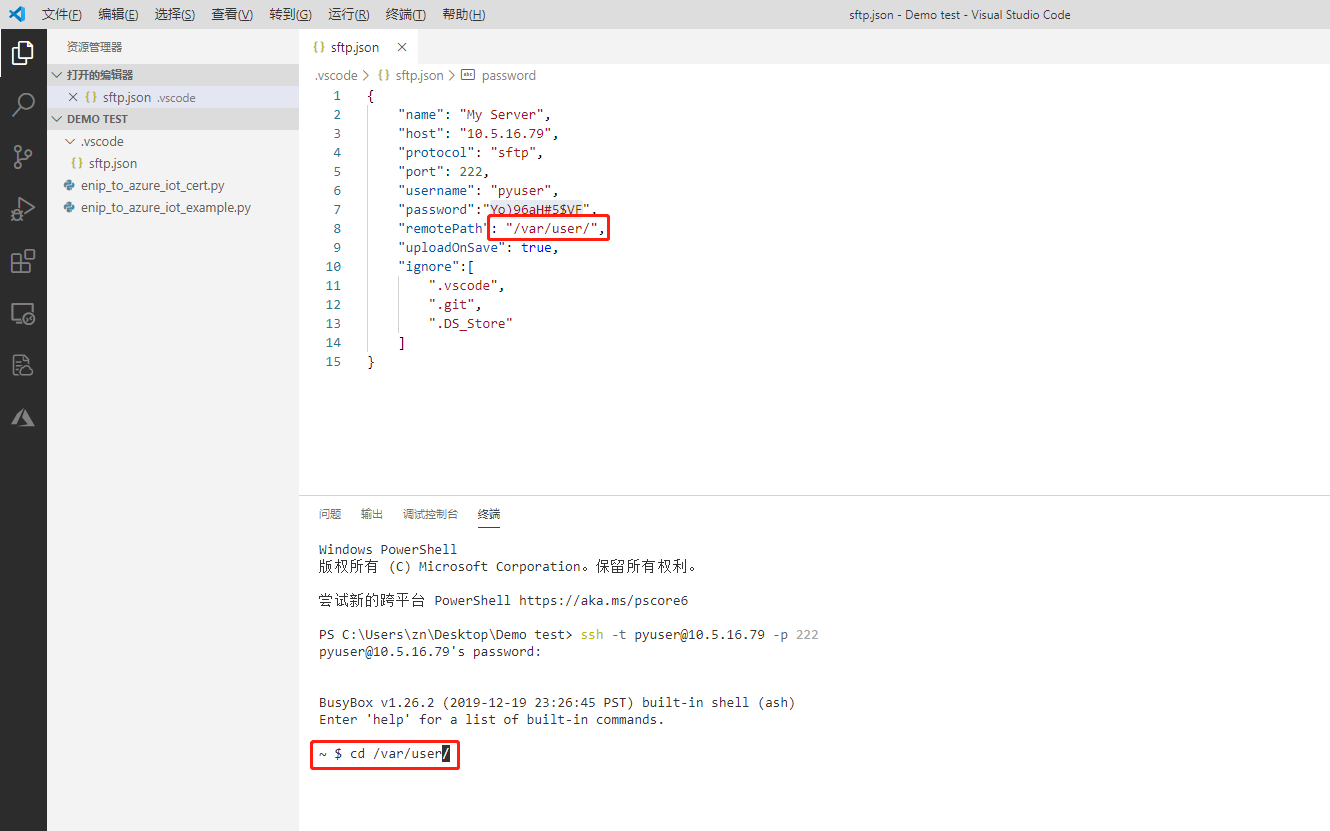 文件(F) 编辑(E) 选择(S) 查看(V) 转到(G) 运行(R) 终端(T) 帮助(H) sftp.json - Demo test - Visual Studio Code
资源管理器
打开的编辑器
sftp.json .vscode
DEMO TEST
.vscode
{} sftp.json
enip_to_azure_iot_cert.py
enip_to_azure_iot_example.py
{} sftp.json
.vscode > {} sftp.json > abc password
1 {
2 "name": "My Server",
3 "host": "10.5.16.79",
4 "protocol": "sftp",
5 "port": 222,
6 "username": "pyuser",
7 "password":"Yo)96aH#5$VF",
8 "remotePath": "/var/user/",
9 "uploadOnSave": true,
10 "ignore":[
11 ".vscode",
12 ".git",
13 ".DS_Store"
14 ]
15 }
问题 输出 调试控制台 终端
Windows PowerShell
版权所有 (C) Microsoft Corporation。保留所有权利。
尝试新的跨平台 PowerShell https://aka.ms/pscore6
PS C:\Users\zn\Desktop\Demo test> ssh -t pyuser@10.5.16.79 -p 222
pyuser@10.5.16.79's password:
BusyBox v1.26.2 (2019-12-19 23:26:45 PST) built-in shell (ash)
Enter 'help' for a list of built-in commands.
~ $ cd /var/user/